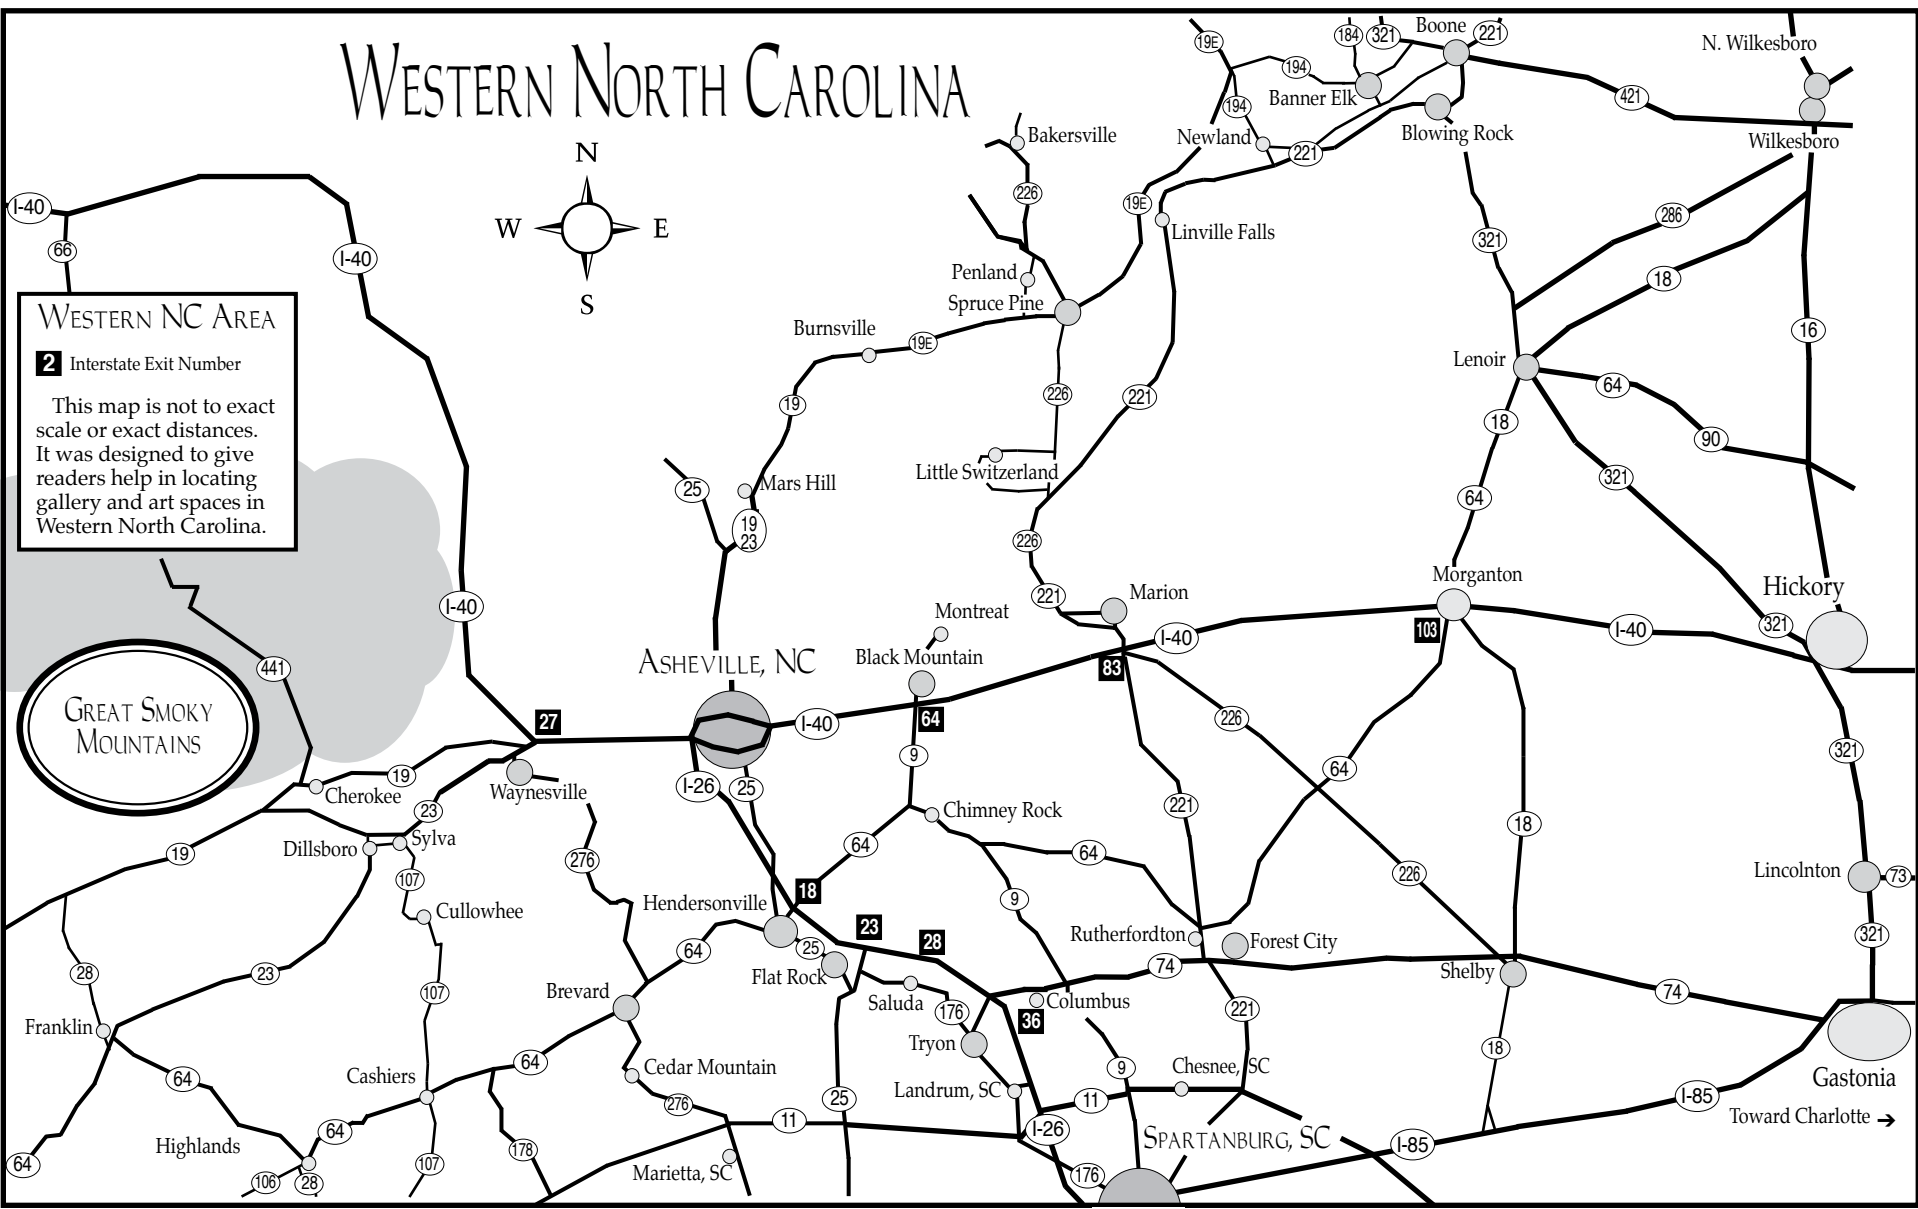 WESTERN NORTH CAROLINA
N
W E
S
WESTERN NC AREA
2 Interstate Exit Number
This map is not to exact
scale or exact distances.
It was designed to give
readers help in locating
gallery and art spaces in
Western North Carolina.
GREAT SMOKY
MOUNTAINS
I-40
66
I-40
I-40
441
27
19
Cherokee
23
Waynesville
19
Dillsboro
Sylva
107
Cullowhee
276
28
23
107
Franklin
64
Cashiers
64
Highlands
64
64
106
28
107
178
Brevard
64
Cedar Mountain
276
11
Marietta, SC
25
Mars Hill
19
23
19
Burnsville
19E
ASHEVILLE, NC
I-40
I-26
25
Montreat
Black Mountain
64
9
Chimney Rock
64
64
9
18
Hendersonville
25
Flat Rock
23
28
Saluda
176
Tryon
Columbus
36
Landrum, SC
25
11
9
Chesnee, SC
I-26
176
SPARTANBURG, SC
Bakersville
226
Penland
Spruce Pine
226
Little Switzerland
226
221
221
Marion
83
I-40
19E
194
194
Newland
221
19E
Linville Falls
184
321
Boone
221
Banner Elk
Blowing Rock
421
N. Wilkesboro
Wilkesboro
321
286
18
16
Lenoir
64
90
18
321
64
Morganton
103
I-40
Hickory
321
226
64
221
18
226
321
Rutherfordton
Forest City
74
221
Shelby
74
18
Lincolnton
73
321
Gastonia
I-85
Toward Charlotte →
I-85